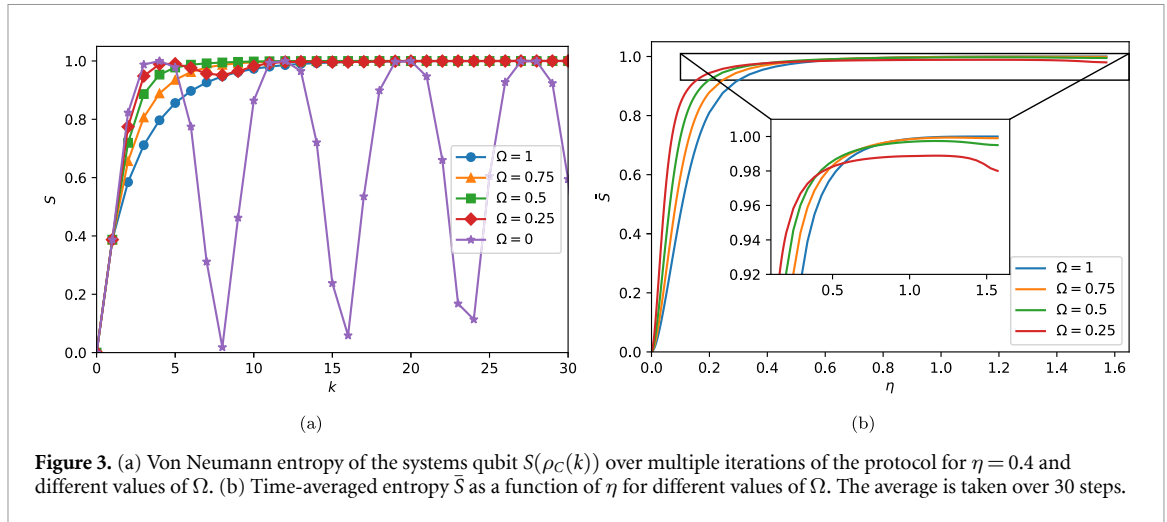 1.0
0.8
0.6
0.4
0.2
0.0
S
0 5 10 15 20 25 30
k
Ω = 1
Ω = 0.75
Ω = 0.5
Ω = 0.25
Ω = 0
(a)
1.0
0.8
0.6
0.4
0.2
0.0
S̄
1.00
0.98
0.96
0.94
0.92
0.5 1.0 1.5
Ω = 1
Ω = 0.75
Ω = 0.5
Ω = 0.25
0.0 0.2 0.4 0.6 0.8 1.0 1.2 1.4 1.6
η
(b)
Figure 3. (a) Von Neumann entropy of the systems qubit S(ρ_C(k)) over multiple iterations of the protocol for η = 0.4 and
different values of Ω. (b) Time-averaged entropy S̄ as a function of η for different values of Ω. The average is taken over 30 steps.